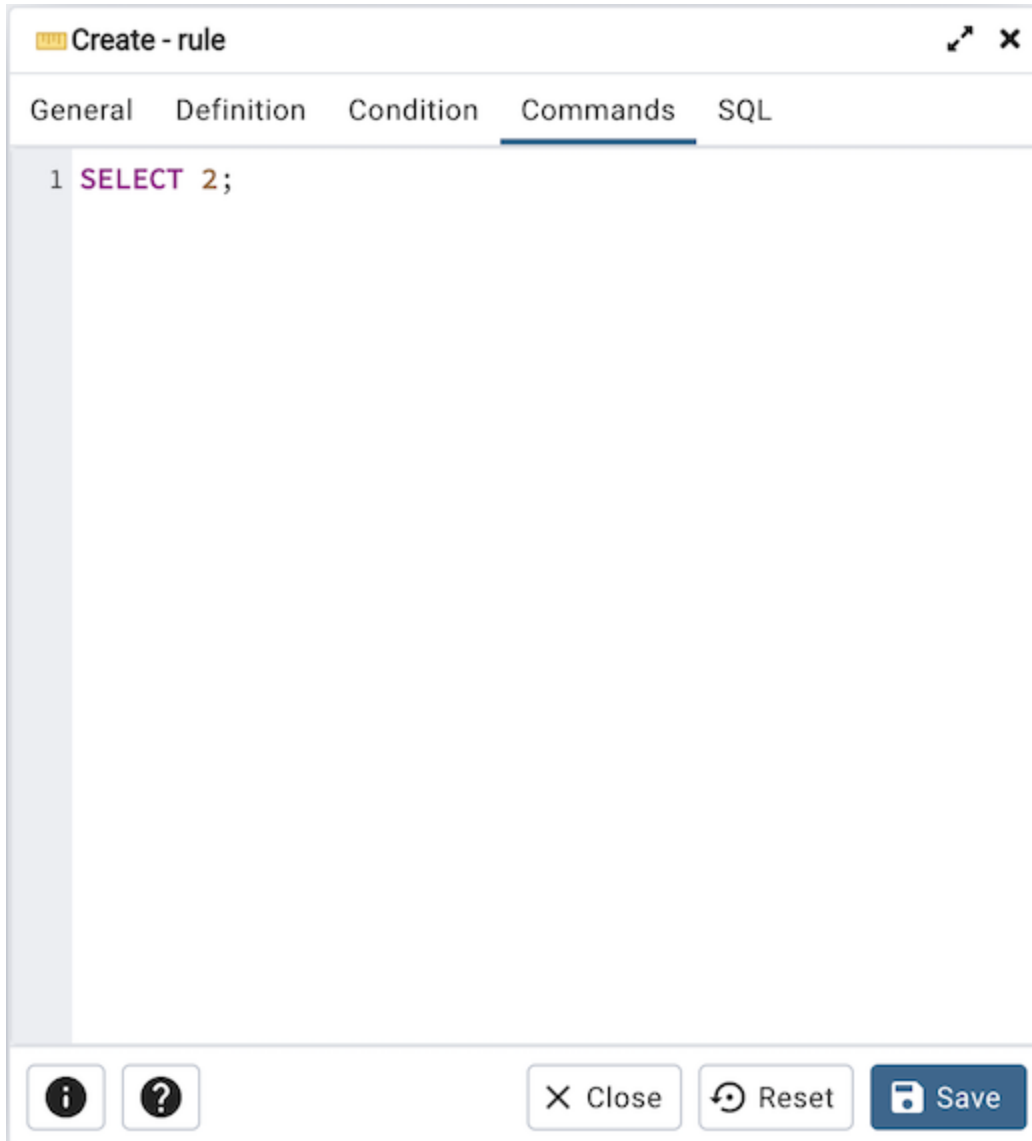 Create - rule
General Definition Condition Commands SQL
1 SELECT 2;
Close Reset Save